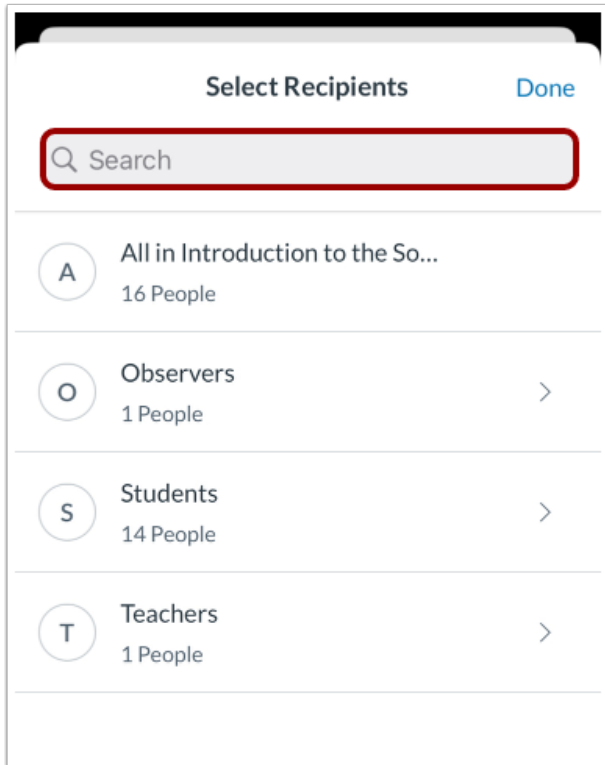 Select Recipients Done
Search
A All in Introduction to the So...
16 People
O Observers
1 People
S Students
14 People
T Teachers
1 People